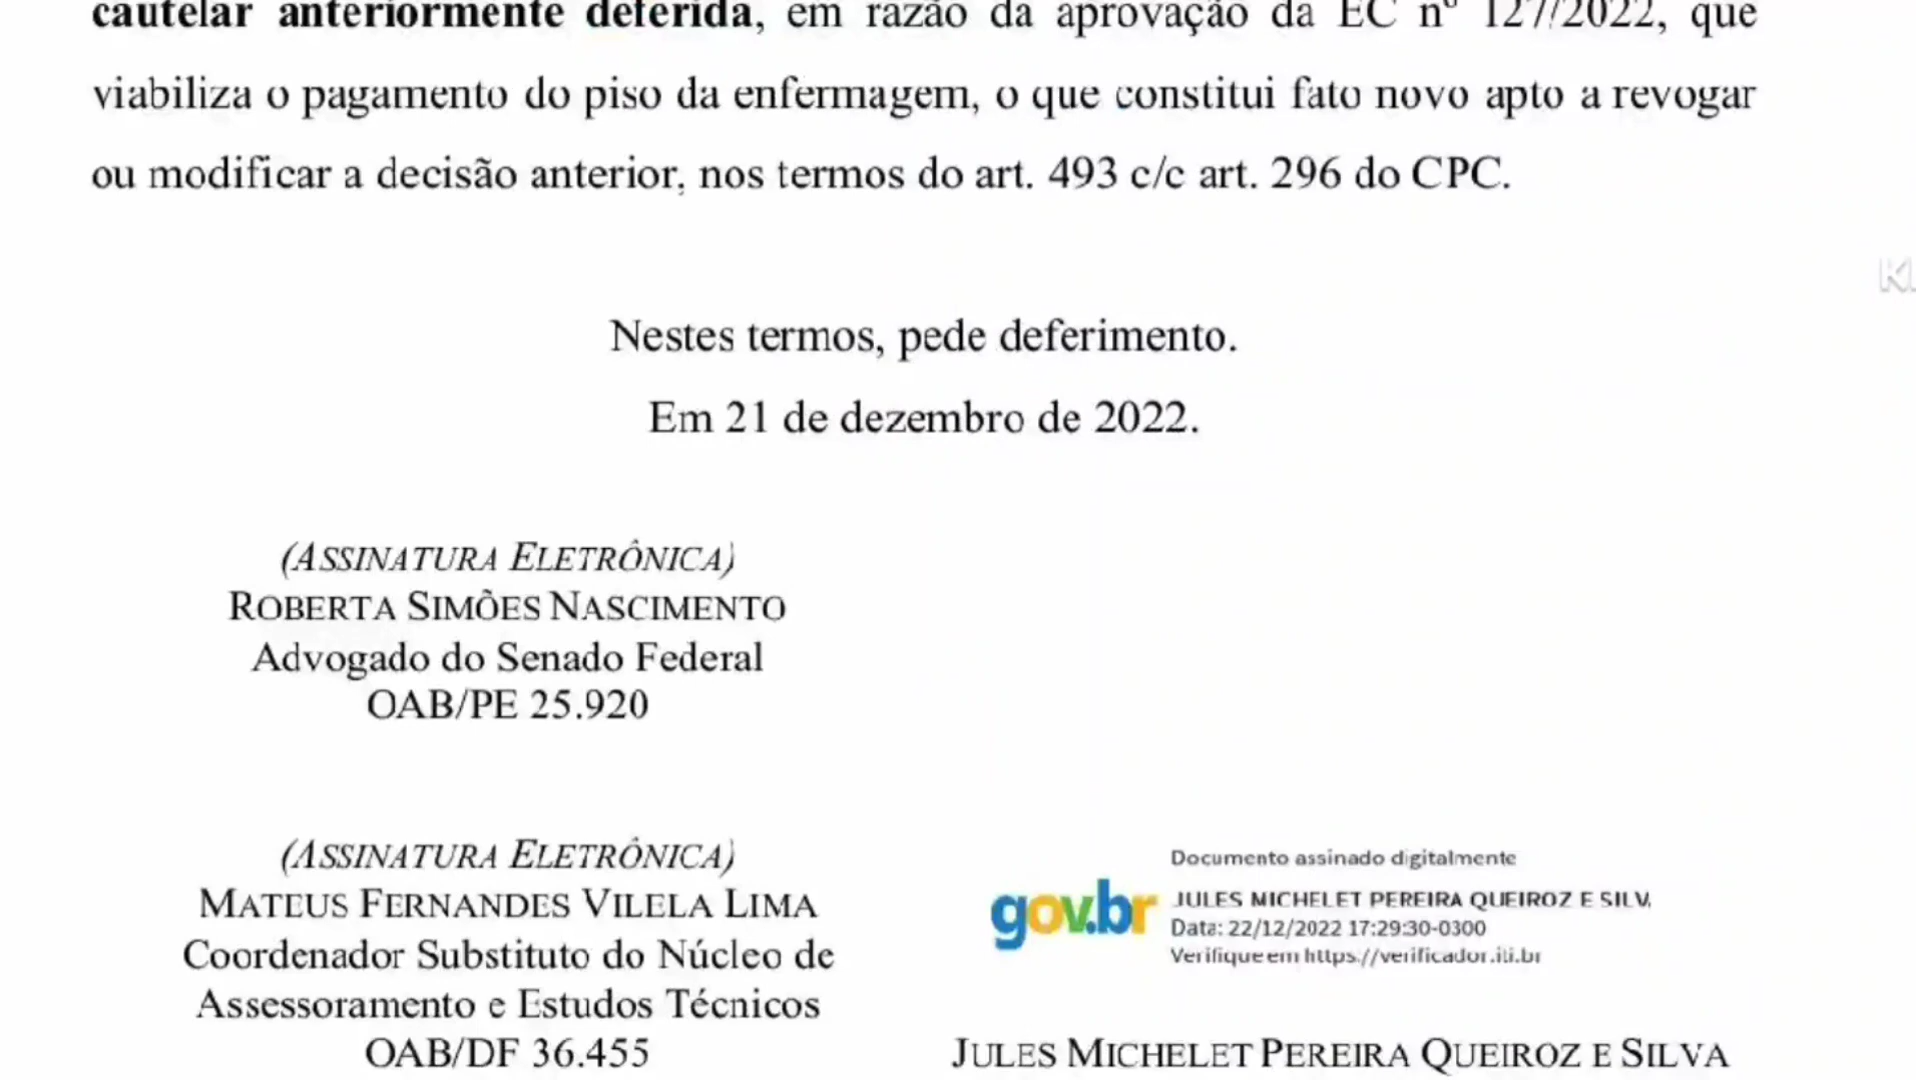 cautelar anteriormente deferida, em razão da aprovação da EC nº 127/2022, que
viabiliza o pagamento do piso da enfermagem, o que constitui fato novo apto a revogar
ou modificar a decisão anterior, nos termos do art. 493 c/c art. 296 do CPC.
Nestes termos, pede deferimento.
Em 21 de dezembro de 2022.
(ASSINATURA ELETRÔNICA)
ROBERTA SIMÕES NASCIMENTO
Advogado do Senado Federal
OAB/PE 25.920
(ASSINATURA ELETRÔNICA)
MATEUS FERNANDES VILELA LIMA
Coordenador Substituto do Núcleo de
Assessoramento e Estudos Técnicos
OAB/DF 36.455
gov.br
Documento assinado digitalmente
JULES MICHELET PEREIRA QUEIROZ E SILV
Data: 22/12/2022 17:29:30-0300
Verifique em https://verificador.iti.br
JULES MICHELET PEREIRA QUEIROZ E SILVA